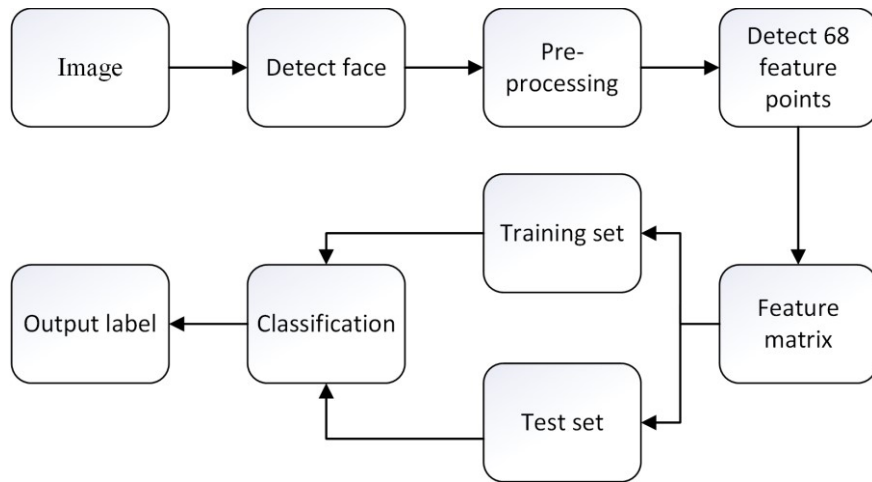 Image
Detect face
Pre-
processing
Detect 68
feature
points
Training set
Feature
matrix
Classification
Output label
Test set